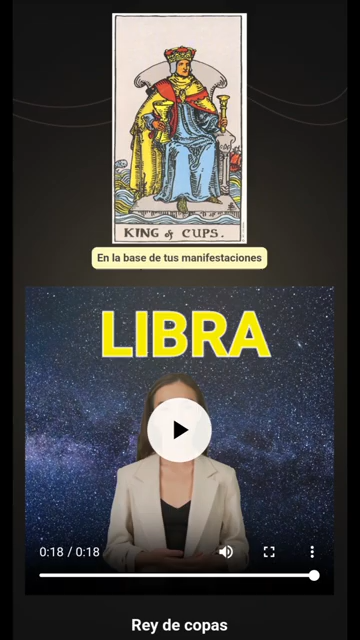 KING of CUPS.
En la base de tus manifestaciones
LIBRA
0:18 / 0:18
Rey de copas